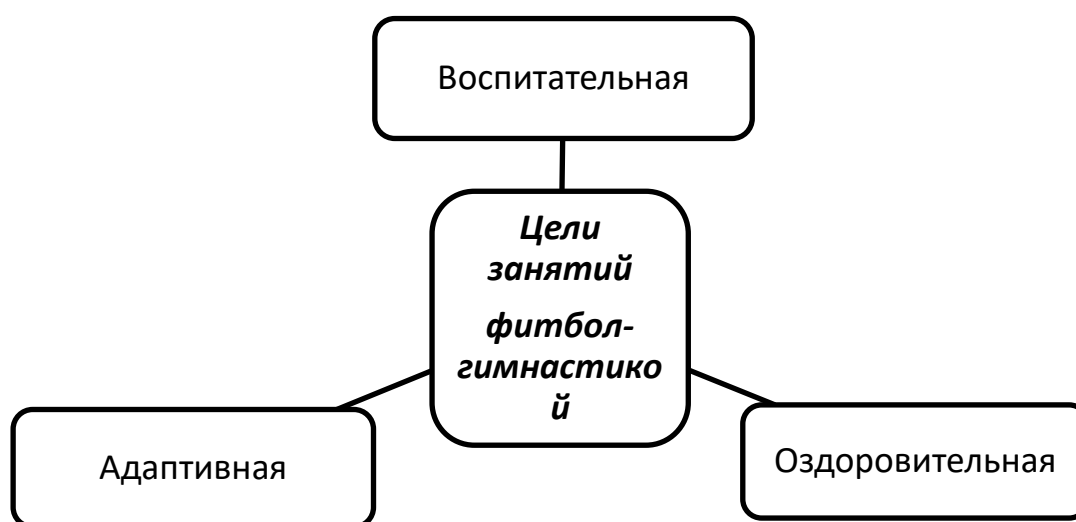 Воспитательная
Цели
занятий
фитбол-
гимнастико
й
Адаптивная
Оздоровительная